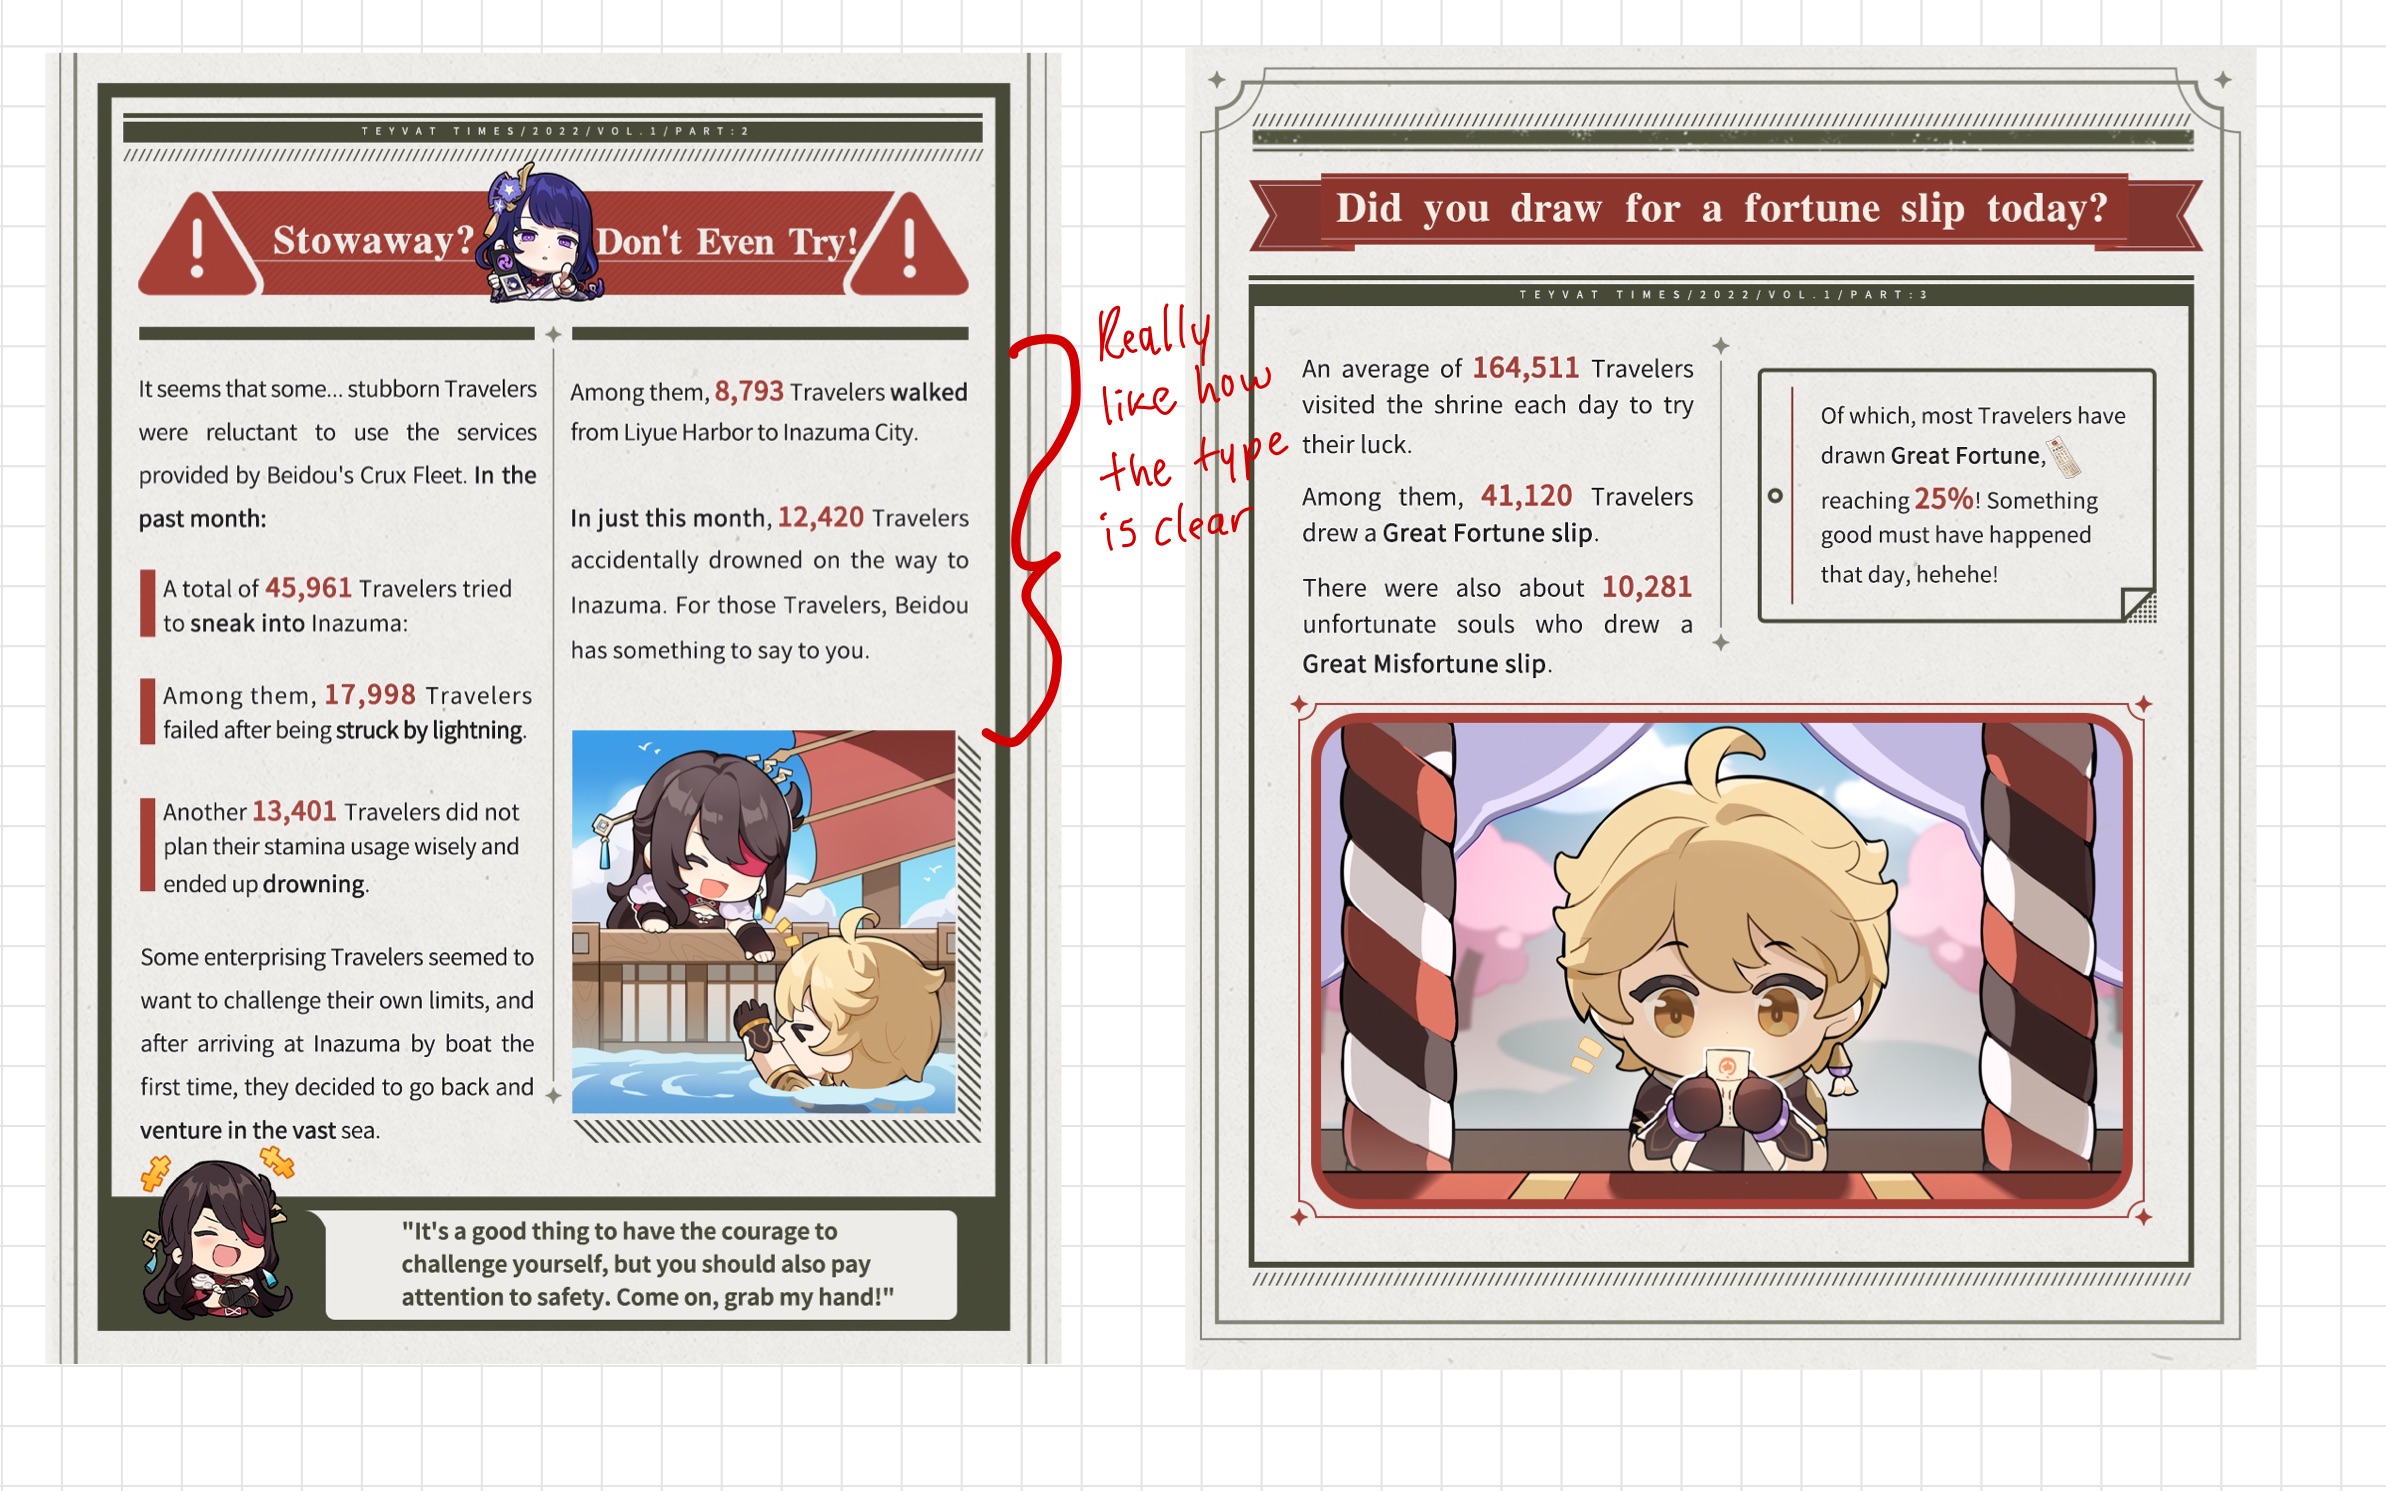 TEYVAT TIMES/2022/VOL.1/PART:2
Stowaway? Don't Even Try!
It seems that some... stubborn Travelers
were reluctant to use the services
provided by Beidou's Crux Fleet. In the
past month:
A total of 45,961 Travelers tried
to sneak into Inazuma:
Among them, 17,998 Travelers
failed after being struck by lightning.
Another 13,401 Travelers did not
plan their stamina usage wisely and
ended up drowning.
Some enterprising Travelers seemed to
want to challenge their own limits, and
after arriving at Inazuma by boat the
first time, they decided to go back and
venture in the vast sea.
Among them, 8,793 Travelers walked
from Liyue Harbor to Inazuma City.
In just this month, 12,420 Travelers
accidentally drowned on the way to
Inazuma. For those Travelers, Beidou
has something to say to you.
"It's a good thing to have the courage to
challenge yourself, but you should also pay
attention to safety. Come on, grab my hand!"
Really
like how
the type
is clear
Did you draw for a fortune slip today?
TEYVAT TIMES/2022/VOL.1/PART:3
An average of 164,511 Travelers
visited the shrine each day to try
their luck.
Among them, 41,120 Travelers
drew a Great Fortune slip.
There were also about 10,281
unfortunate souls who drew a
Great Misfortune slip.
Of which, most Travelers have
drawn Great Fortune,
reaching 25%! Something
good must have happened
that day, hehehe!